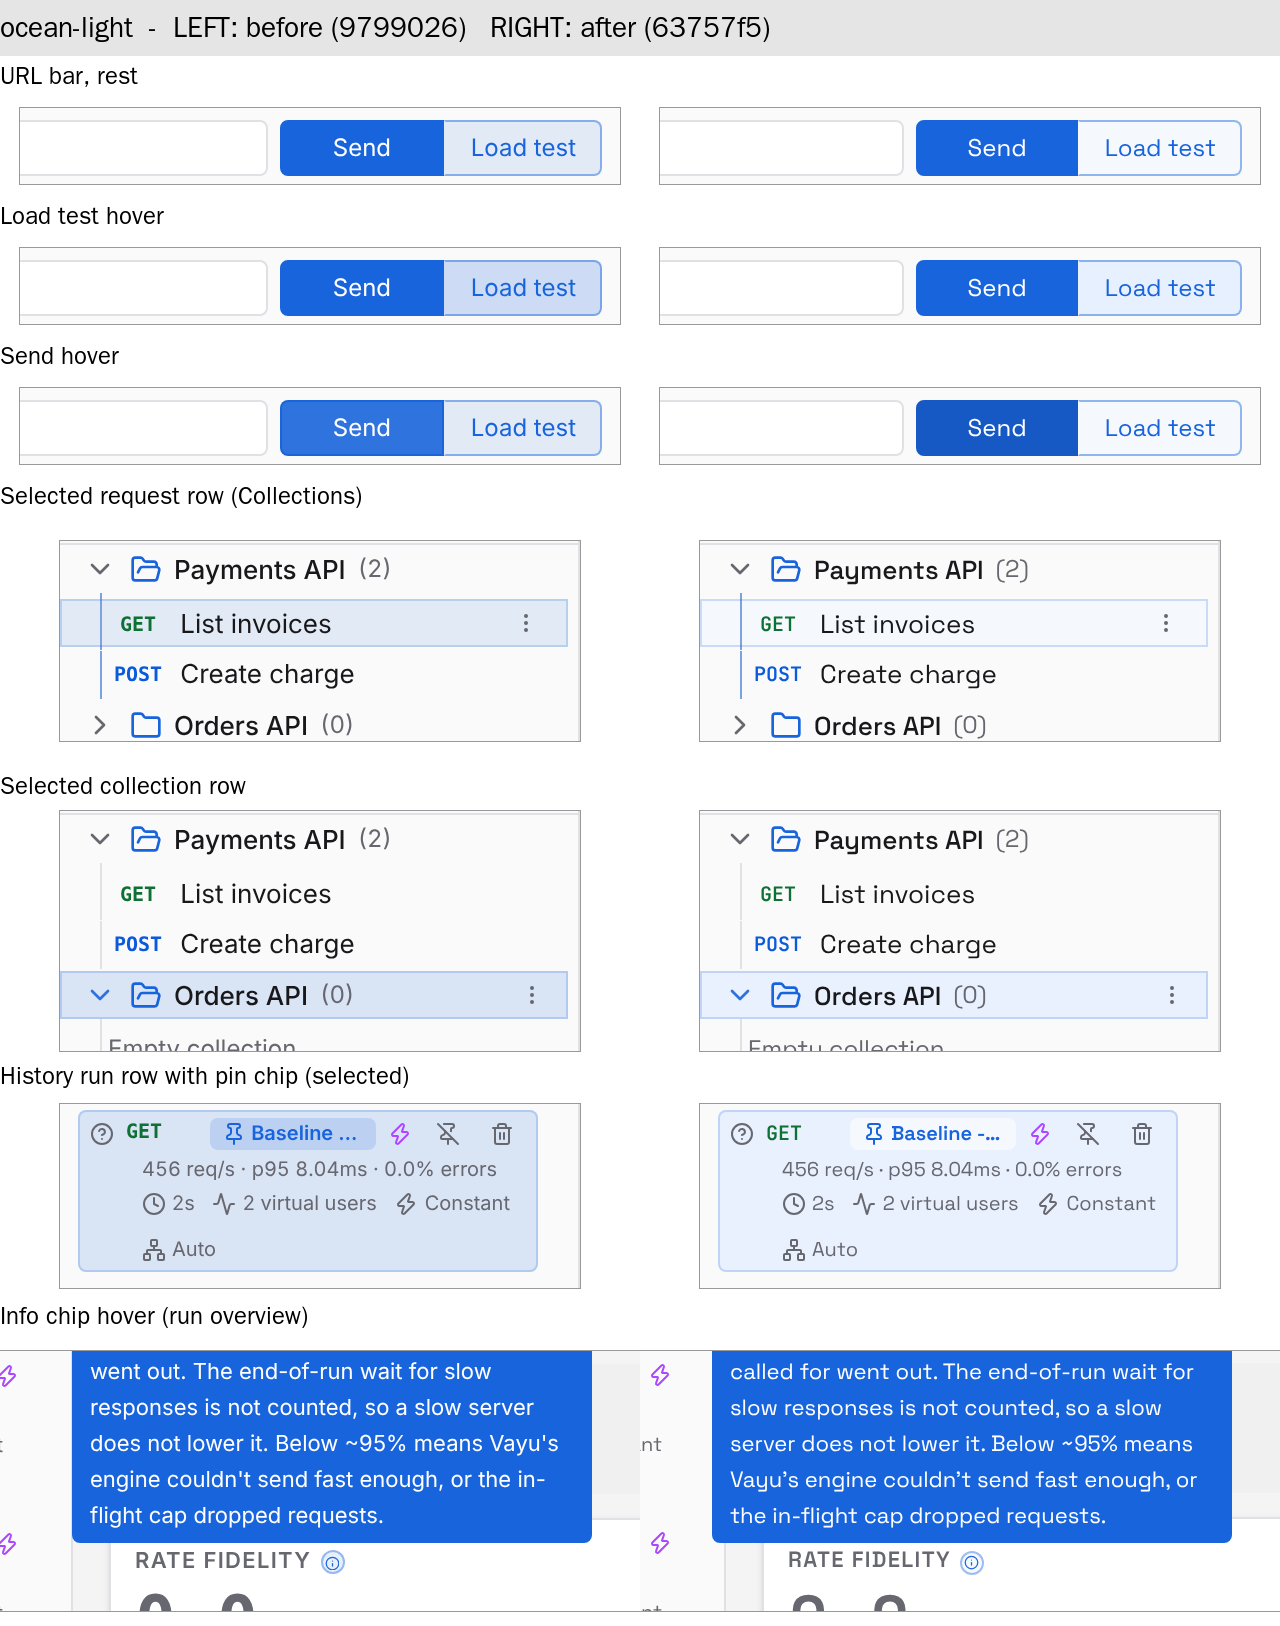 ocean-light - LEFT: before (9799026) RIGHT: after (63757f5)
URL bar, rest
Send Load test Send Load test
Load test hover
Send Load test Send Load test
Send hover
Send Load test Send Load test
Selected request row (Collections)
Payments API (2) Payments API (2)
GET List invoices GET List invoices
POST Create charge POST Create charge
Orders API (0) Orders API (0)
Selected collection row
Payments API (2) Payments API (2)
GET List invoices GET List invoices
POST Create charge POST Create charge
Orders API (0) Orders API (0)
Empty collection Empty collection
History run row with pin chip (selected)
GET Baseline ... GET Baseline -...
456 req/s · p95 8.04ms · 0.0% errors 456 req/s · p95 8.04ms · 0.0% errors
2s 2 virtual users Constant 2s 2 virtual users Constant
Auto Auto
Info chip hover (run overview)
went out. The end-of-run wait for slow
responses is not counted, so a slow server
does not lower it. Below ~95% means Vayu's
engine couldn't send fast enough, or the in-
flight cap dropped requests.
RATE FIDELITY
called for went out. The end-of-run wait for
slow responses is not counted, so a slow
server does not lower it. Below ~95% means
Vayu's engine couldn't send fast enough, or
the in-flight cap dropped requests.
RATE FIDELITY